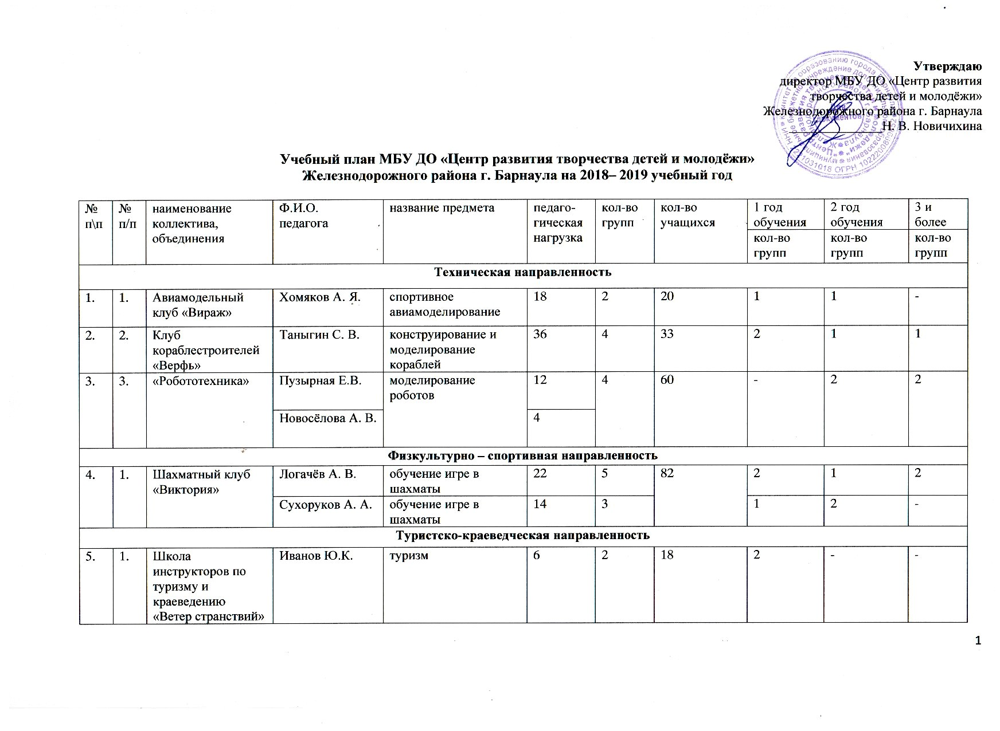 Утверждаю
директор МБУ ДО «Центр развития
творчества детей и молодёжи»
Железнодорожного района г. Барнаула
Н. В. Новичихина
Учебный план МБУ ДО «Центр развития творчества детей и молодёжи»
Железнодорожного района г. Барнаула на 2018– 2019 учебный год
№ п\п № п/п наименование коллектива, объединения Ф.И.О. педагога название предмета педаго-гическая нагрузка кол-во групп кол-во учащихся 1 год обучения 2 год обучения 3 и более
кол-во групп кол-во групп кол-во групп
Техническая направленность
1. 1. Авиамодельный клуб «Вираж» Хомяков А. Я. спортивное авиамоделирование 18 2 20 1 1 -
2. 2. Клуб кораблестроителей «Верфь» Таныгин С. В. конструирование и моделирование кораблей 36 4 33 2 1 1
3. 3. «Робототехника» Пузырная Е.В. моделирование роботов 12 4 60 - 2 2
Новосёлова А. В. 4
Физкультурно – спортивная направленность
4. 1. Шахматный клуб «Виктория» Логачёв А. В. обучение игре в шахматы 22 5 82 2 1 2
Сухоруков А. А. обучение игре в шахматы 14 3 1 2 -
Туристско-краеведческая направленность
5. 1. Школа инструкторов по туризму и краеведению «Ветер странствий» Иванов Ю.К. туризм 6 2 18 2 - -
1